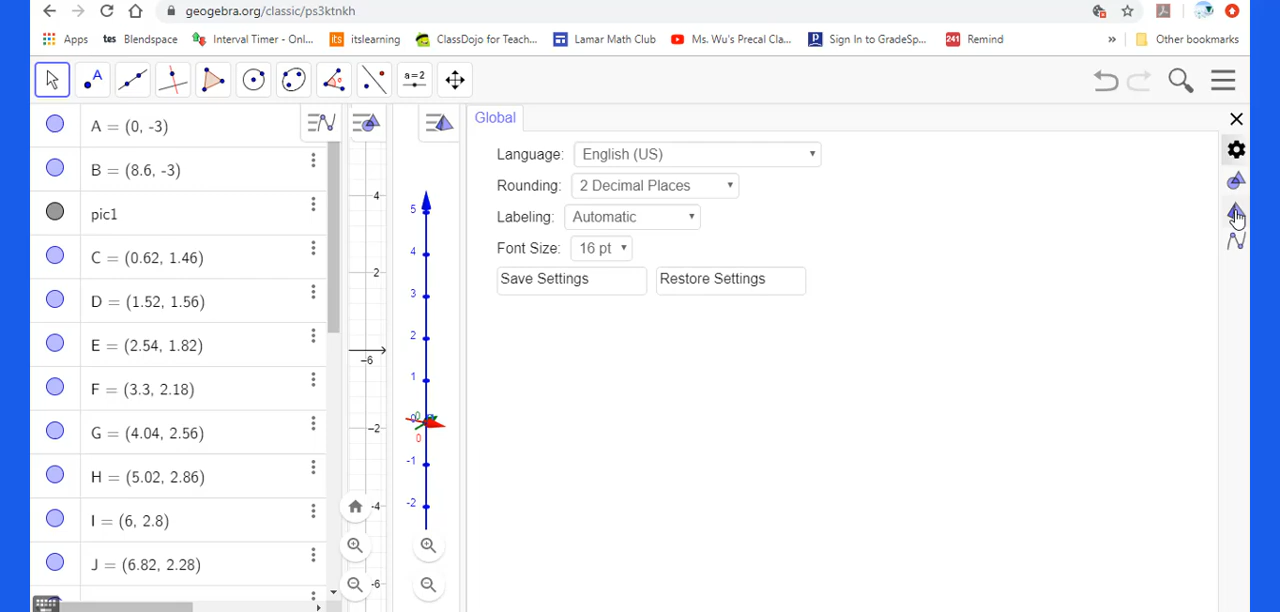 geogebra.org/classic/ps3ktnkh
Apps
tes Blendspace
Interval Timer - Onl...
its itslearning
ClassDojo for Teach...
Lamar Math Club
Ms. Wu's Precal Cla...
P Sign In to GradeSp...
241 Remind
»
Other bookmarks
A
a=2
A = (0, -3)
B = (8.6, -3)
pic1
C = (0.62, 1.46)
D = (1.52, 1.56)
E = (2.54, 1.82)
F = (3.3, 2.18)
G = (4.04, 2.56)
H = (5.02, 2.86)
I = (6, 2.8)
J = (6.82, 2.28)
4
2
-6
-2
-4
-6
5
4
3
2
1
0
0
0
-1
-2
Global
Language: English (US)
Rounding: 2 Decimal Places
Labeling: Automatic
Font Size: 16 pt
Save Settings Restore Settings